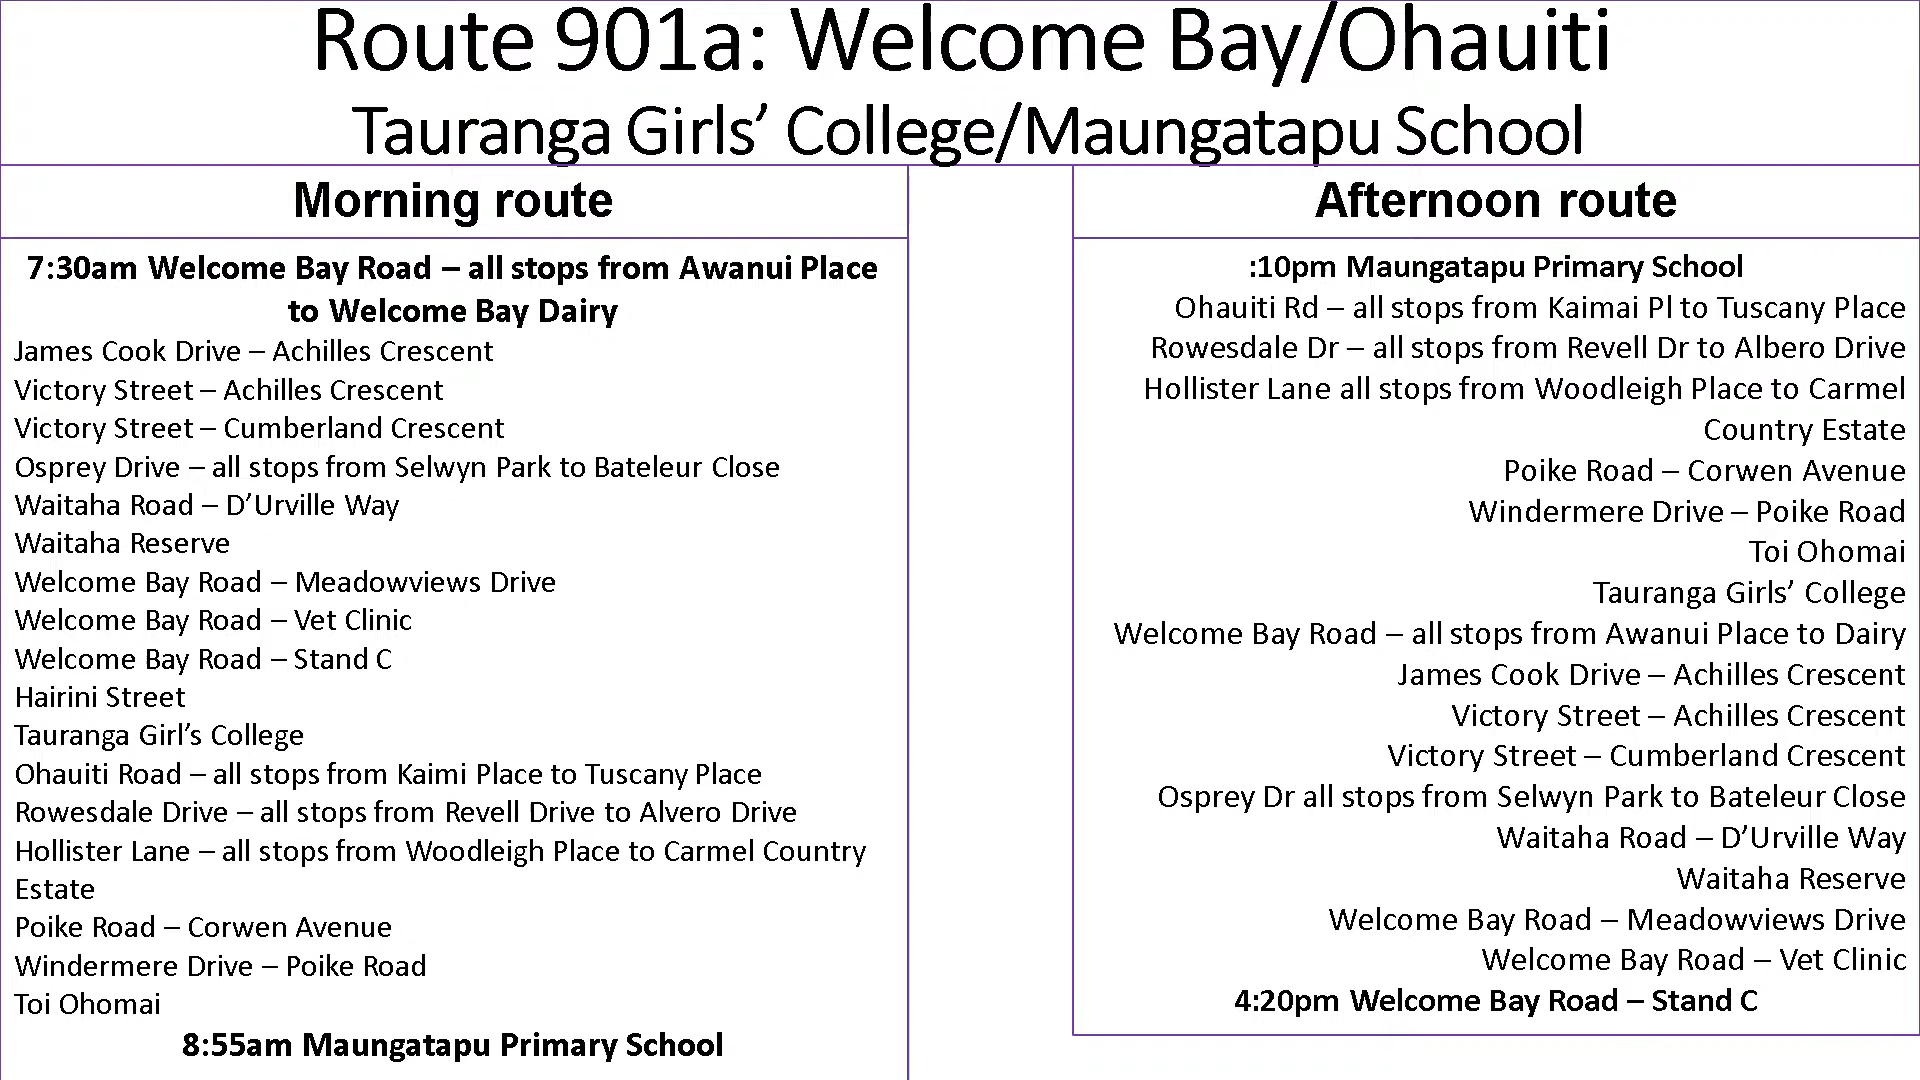 Route 901a: Welcome Bay/Ohauiti
Tauranga Girls’ College/Maungatapu School
Morning route
7:30am Welcome Bay Road – all stops from Awanui Place
to Welcome Bay Dairy
James Cook Drive – Achilles Crescent
Victory Street – Achilles Crescent
Victory Street – Cumberland Crescent
Osprey Drive – all stops from Selwyn Park to Bateleur Close
Waitaha Road – D’Urville Way
Waitaha Reserve
Welcome Bay Road – Meadowviews Drive
Welcome Bay Road – Vet Clinic
Welcome Bay Road – Stand C
Hairini Street
Tauranga Girl’s College
Ohauiti Road – all stops from Kaimi Place to Tuscany Place
Rowesdale Drive – all stops from Revell Drive to Alvero Drive
Hollister Lane – all stops from Woodleigh Place to Carmel Country
Estate
Poike Road – Corwen Avenue
Windermere Drive – Poike Road
Toi Ohomai
8:55am Maungatapu Primary School
Afternoon route
:10pm Maungatapu Primary School
Ohauiti Rd – all stops from Kaimai Pl to Tuscany Place
Rowesdale Dr – all stops from Revell Dr to Albero Drive
Hollister Lane all stops from Woodleigh Place to Carmel
Country Estate
Poike Road – Corwen Avenue
Windermere Drive – Poike Road
Toi Ohomai
Tauranga Girls’ College
Welcome Bay Road – all stops from Awanui Place to Dairy
James Cook Drive – Achilles Crescent
Victory Street – Achilles Crescent
Victory Street – Cumberland Crescent
Osprey Dr all stops from Selwyn Park to Bateleur Close
Waitaha Road – D’Urville Way
Waitaha Reserve
Welcome Bay Road – Meadowviews Drive
Welcome Bay Road – Vet Clinic
4:20pm Welcome Bay Road – Stand C